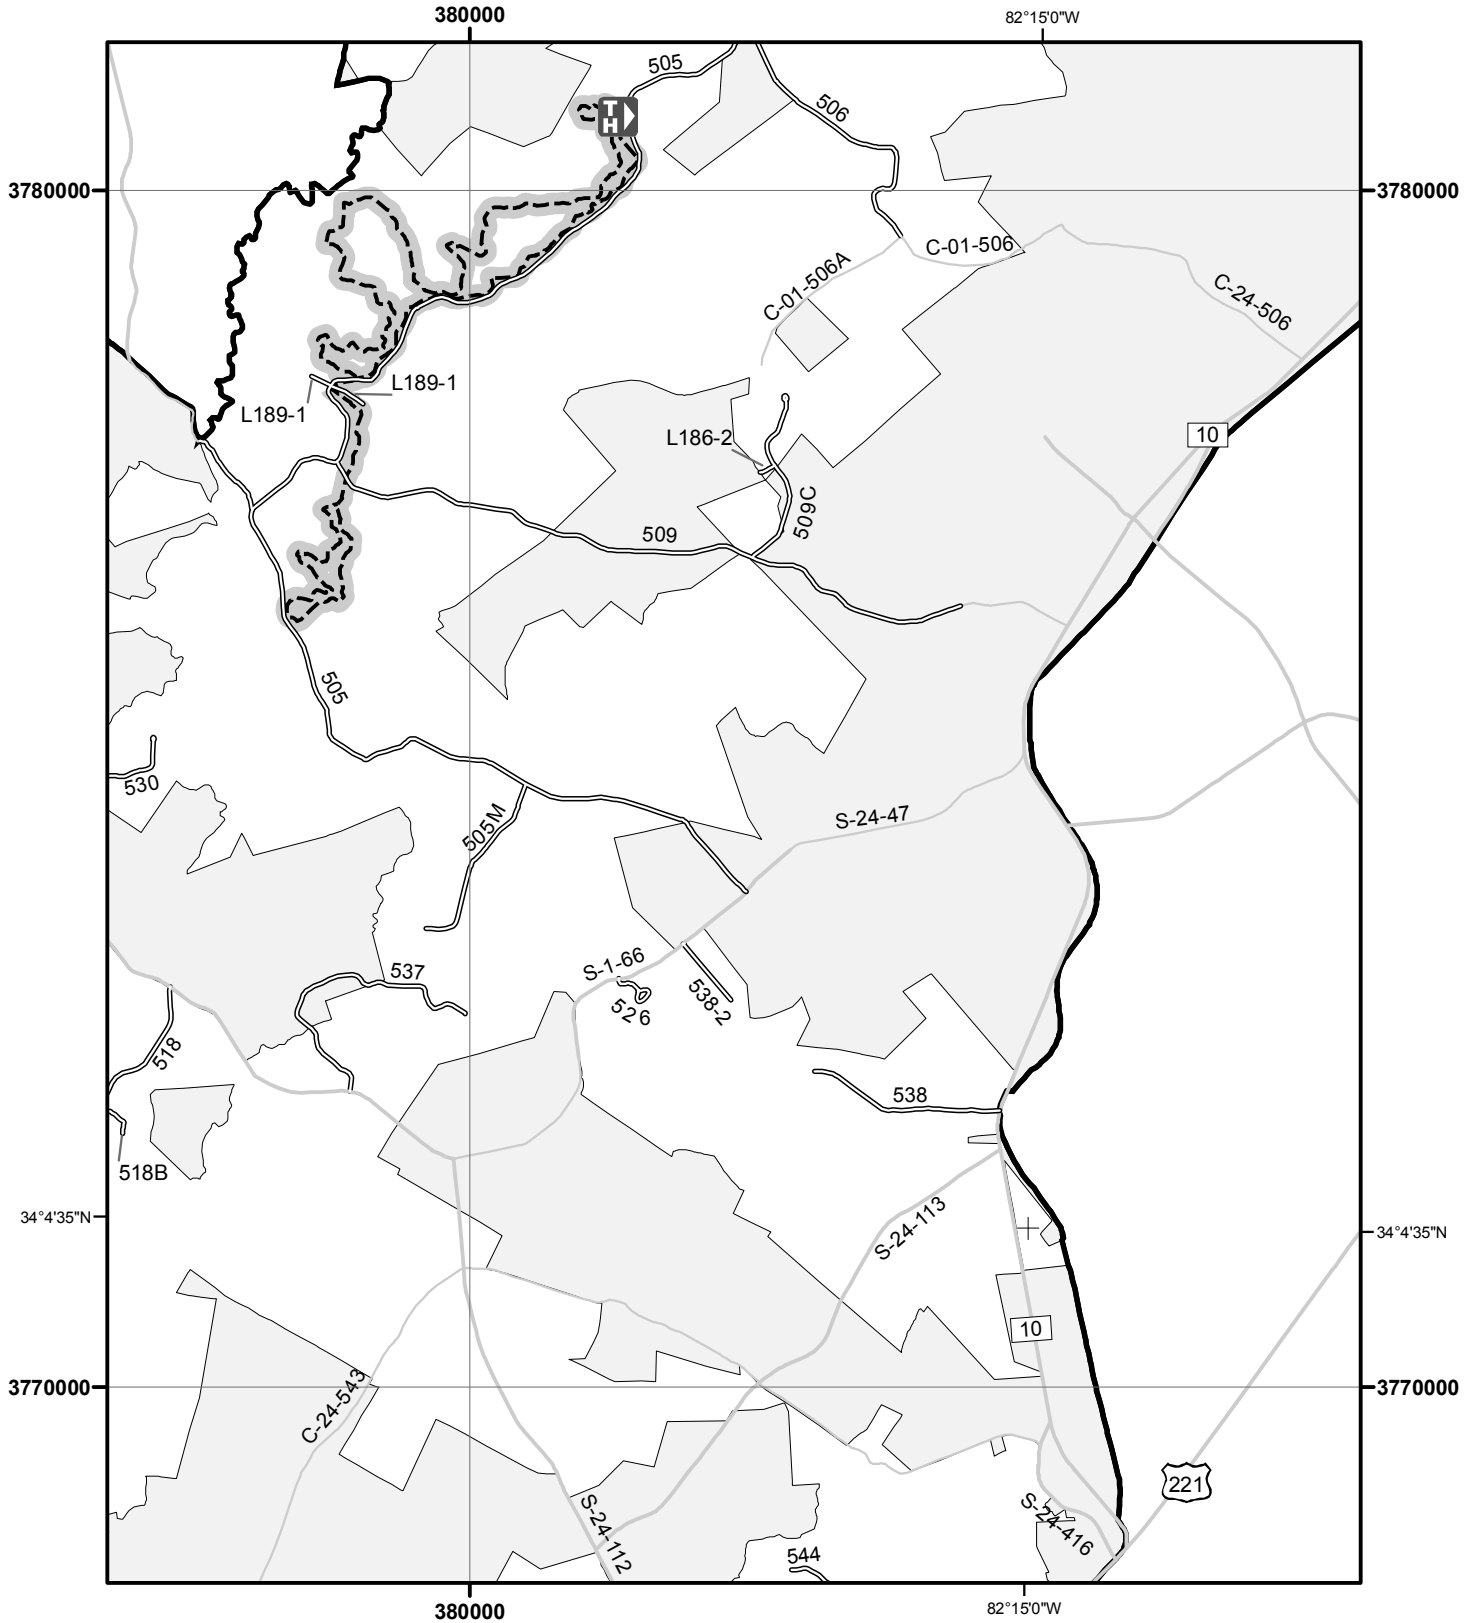 380000
82°15'0"W
505
T
H
506
3780000
3780000
C-01-506
C-01-506A
C-24-506
L189-1
L189-1
10
L186-2
509C
509
505
530
S-24-47
505M
S-1-66
537
526
538-2
518
538
518B
34°4'35"N
34°4'35"N
S-24-113
10
3770000
3770000
C-24-543
221
S-24-416
S-24-112
544
380000
82°15'0"W